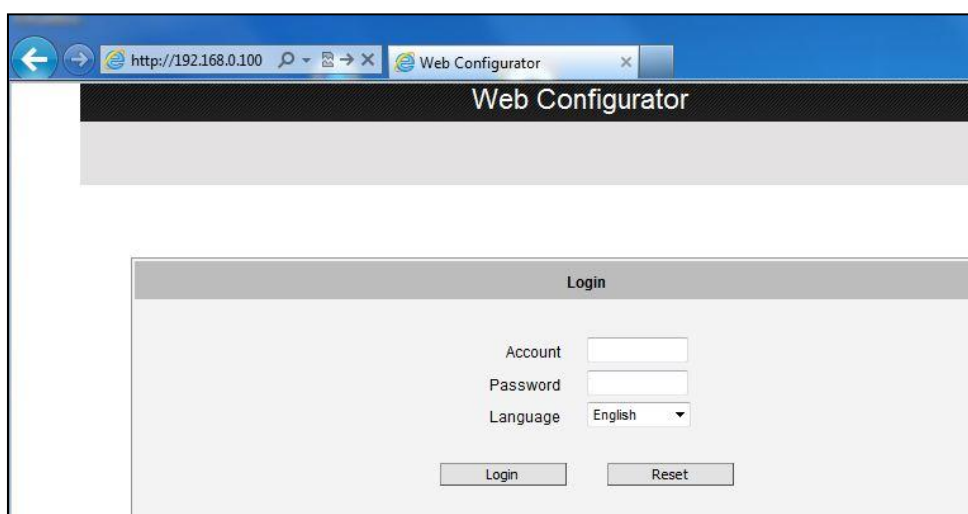 http://192.168.0.100
Web Configurator
Web Configurator
Login
Account
Password
Language English
Login Reset